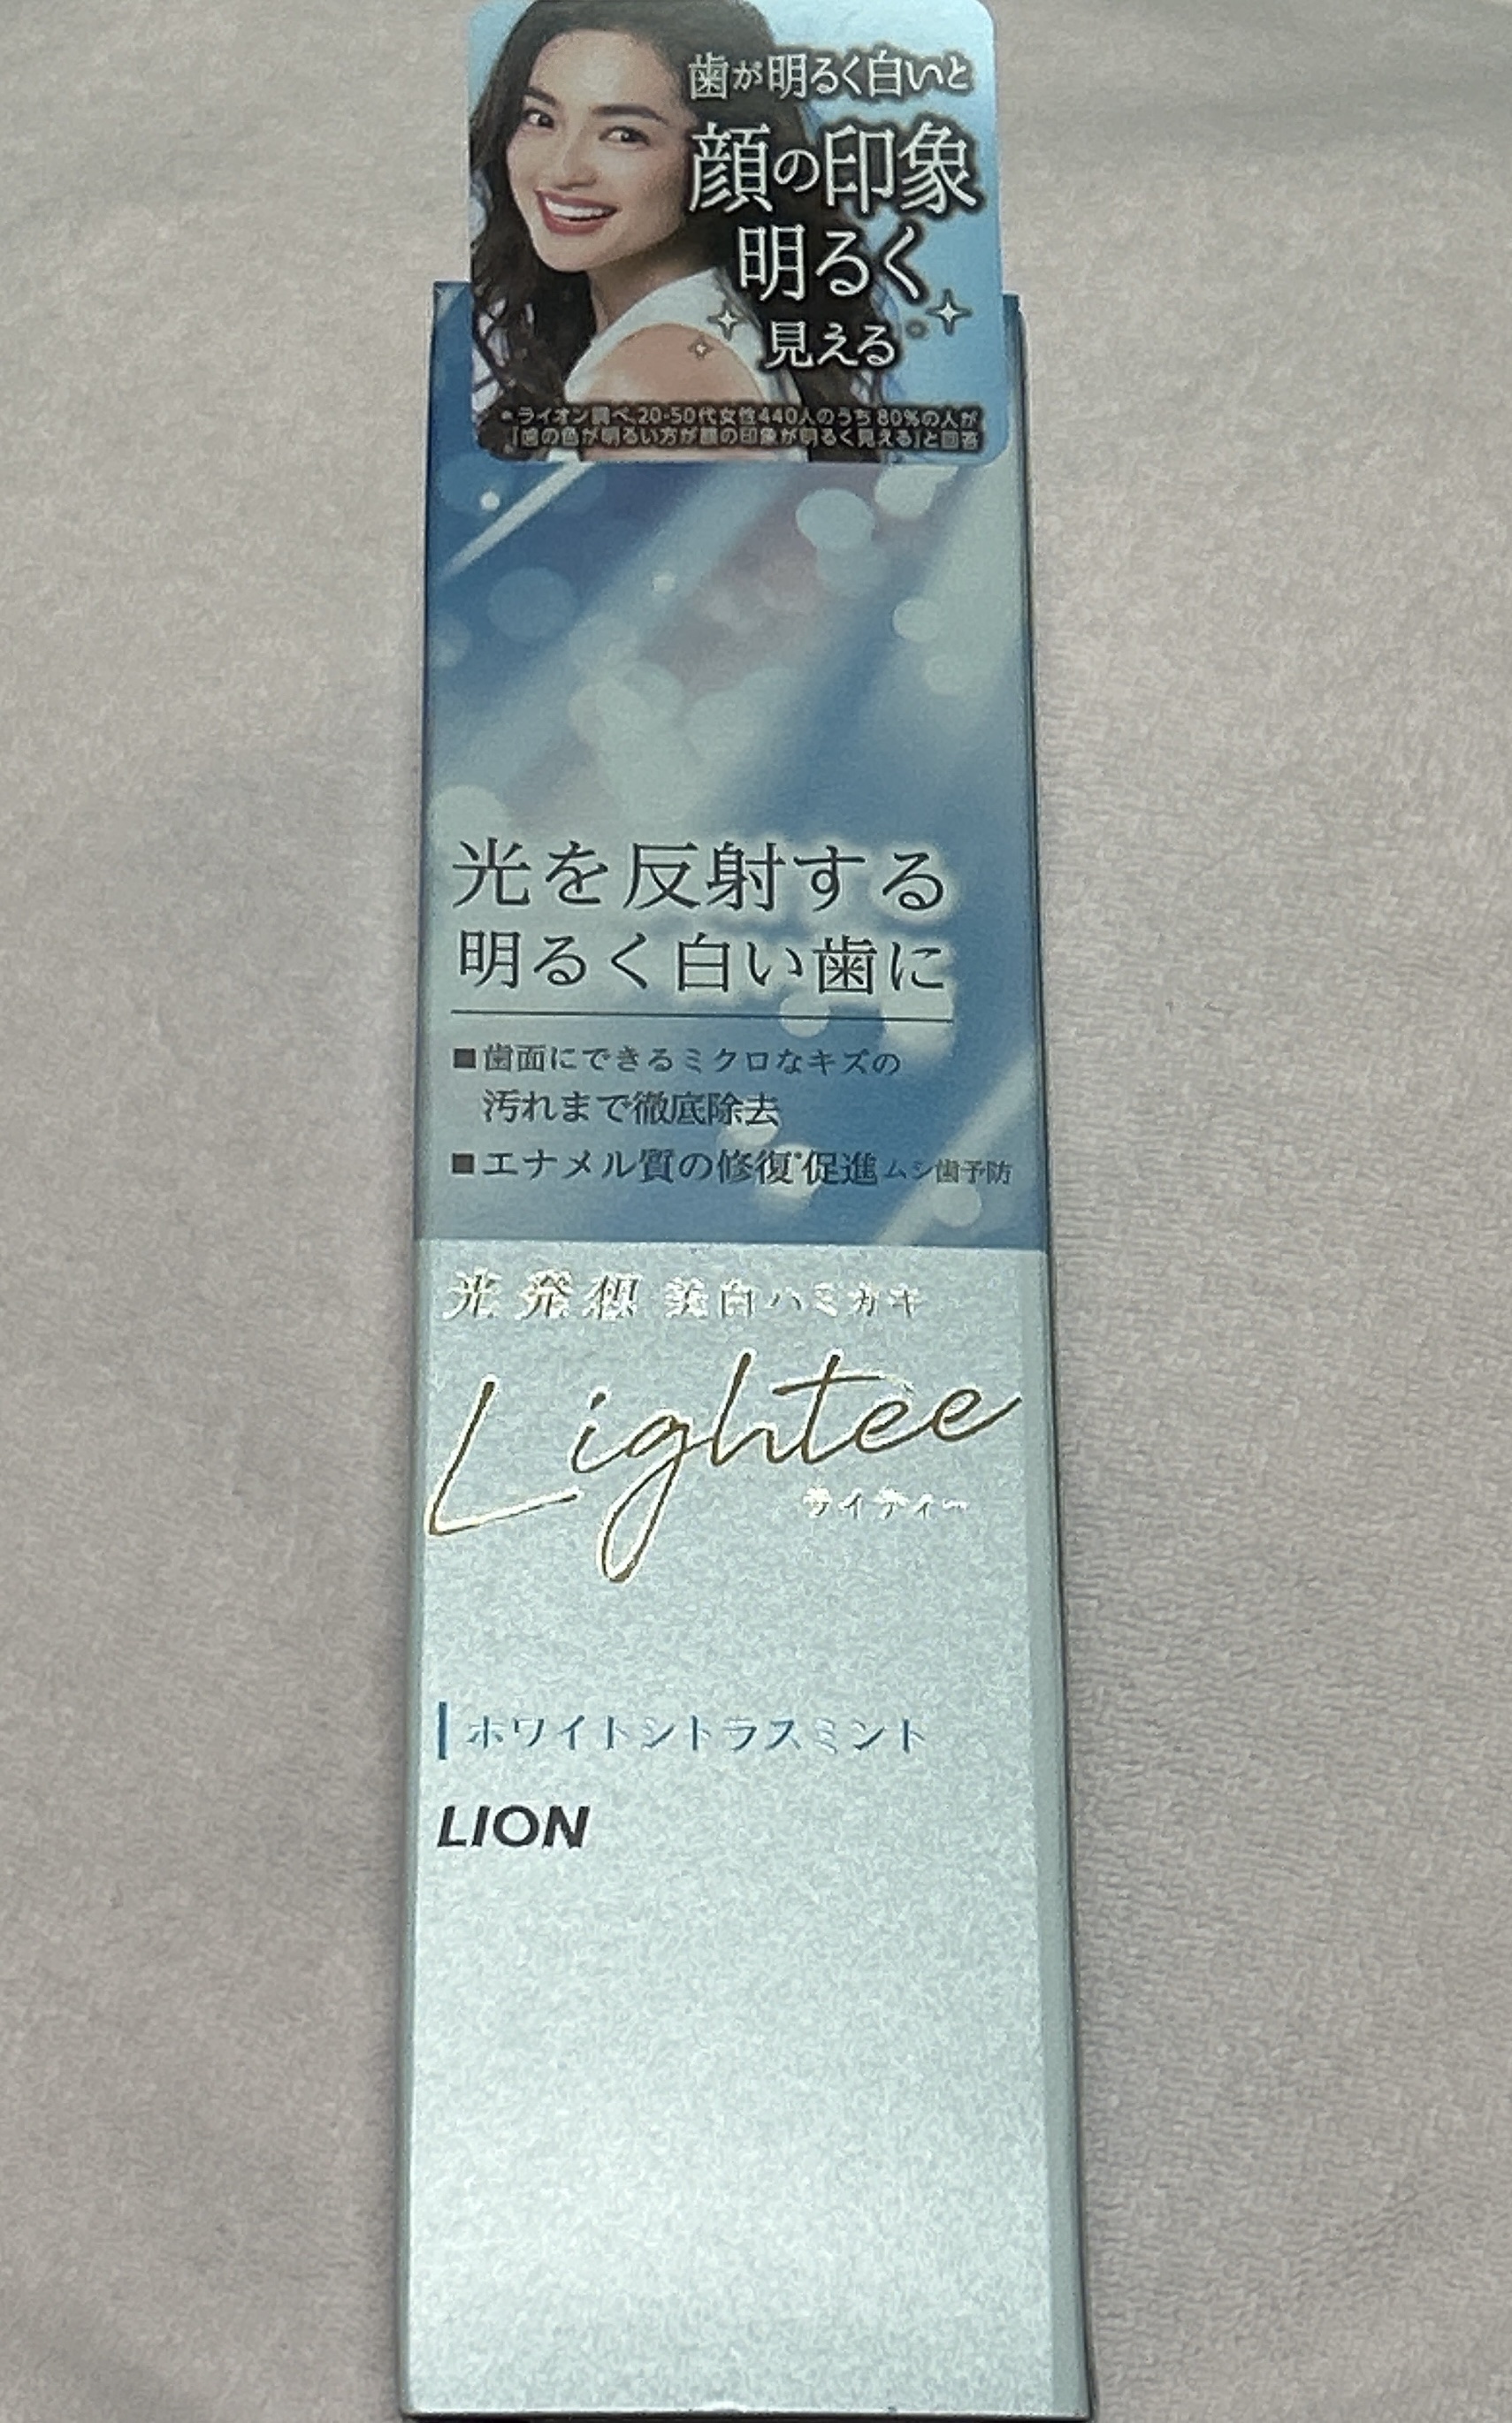 歯が明るく白いと
顔の印象
明るく
見える*
*ライオン調べ、20-50代女性440人のうち80%の人が
「歯の色が明るい方が顔の印象が明るく見える」と回答
光を反射する
明るく白い歯に
■歯面にできるミクロなキズの
汚れまで徹底除去
■エナメル質の修復*促進 ムシ歯予防
光発想 美白ハミガキ
Lightee
ライティー
ホワイトシトラスミント
LION